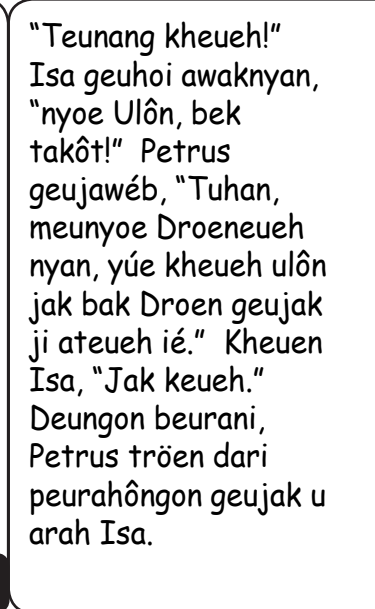 “Teunang kheueh!”
Isa geuhoi awaknyan,
“nyoe Ulôn, bek
takôt!” Petrus
geujawéb, “Tuhan,
meunyoe Droeneueh
nyan, yúe kheueh ulôn
jak bak Droen geujak
ji ateueh ié.” Kheuen
Isa, “Jak keueh.”
Deungon beurani,
Petrus tröen dari
peurahôngon geujak u
arah Isa.